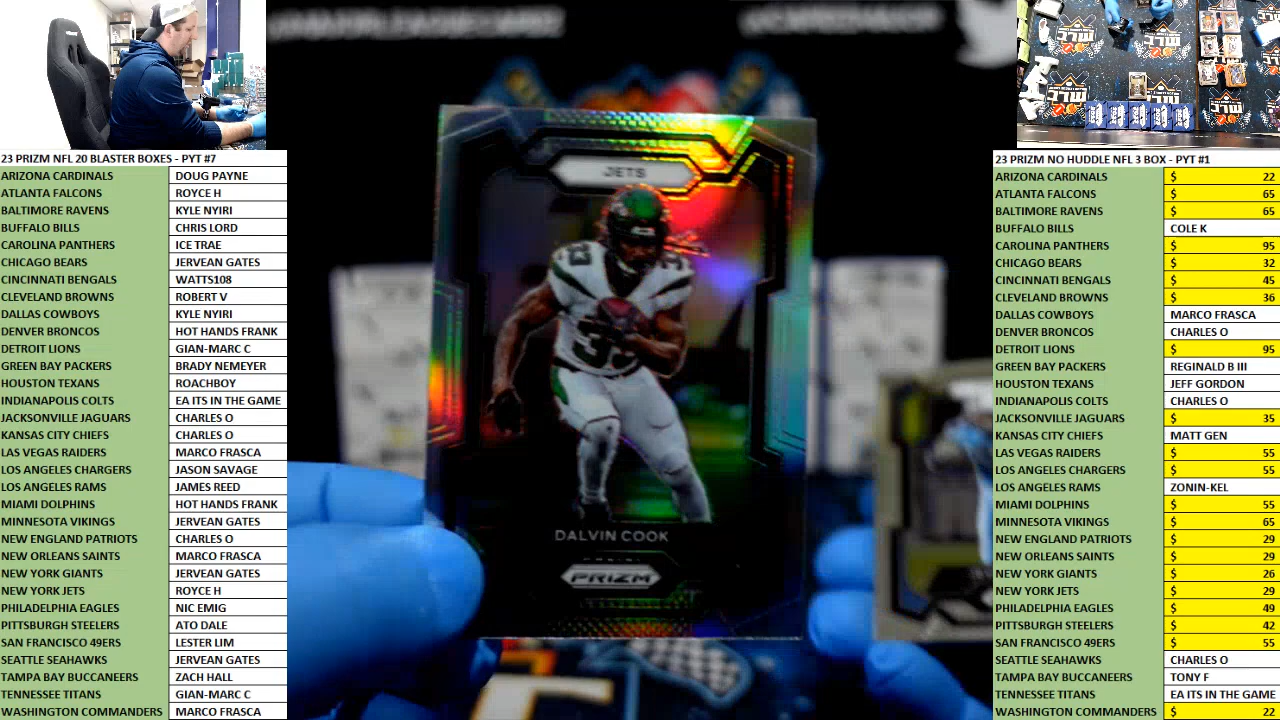 23 PRIZM NFL 20 BLASTER BOXES - PYT #7
ARIZONA CARDINALS DOUG PAYNE
ATLANTA FALCONS ROYCE H
BALTIMORE RAVENS KYLE NYIRI
BUFFALO BILLS CHRIS LORD
CAROLINA PANTHERS ICE TRAE
CHICAGO BEARS JERVEAN GATES
CINCINNATI BENGALS WATTS108
CLEVELAND BROWNS ROBERT V
DALLAS COWBOYS KYLE NYIRI
DENVER BRONCOS HOT HANDS FRANK
DETROIT LIONS GIAN-MARC C
GREEN BAY PACKERS BRADY NEMEYER
HOUSTON TEXANS ROACHBOY
INDIANAPOLIS COLTS EA ITS IN THE GAME
JACKSONVILLE JAGUARS CHARLES O
KANSAS CITY CHIEFS CHARLES O
LAS VEGAS RAIDERS MARCO FRASCA
LOS ANGELES CHARGERS JASON SAVAGE
LOS ANGELES RAMS JAMES REED
MIAMI DOLPHINS HOT HANDS FRANK
MINNESOTA VIKINGS JERVEAN GATES
NEW ENGLAND PATRIOTS CHARLES O
NEW ORLEANS SAINTS MARCO FRASCA
NEW YORK GIANTS JERVEAN GATES
NEW YORK JETS ROYCE H
PHILADELPHIA EAGLES NIC EMIG
PITTSBURGH STEELERS ATO DALE
SAN FRANCISCO 49ERS LESTER LIM
SEATTLE SEAHAWKS JERVEAN GATES
TAMPA BAY BUCCANEERS ZACH HALL
TENNESSEE TITANS GIAN-MARC C
WASHINGTON COMMANDERS MARCO FRASCA
JETS
33
DALVIN COOK
PANINI
PRIZM
23 PRIZM NO HUDDLE NFL 3 BOX - PYT #1
ARIZONA CARDINALS $ 22
ATLANTA FALCONS $ 65
BALTIMORE RAVENS $ 65
BUFFALO BILLS COLE K
CAROLINA PANTHERS $ 95
CHICAGO BEARS $ 32
CINCINNATI BENGALS $ 45
CLEVELAND BROWNS $ 36
DALLAS COWBOYS MARCO FRASCA
DENVER BRONCOS CHARLES O
DETROIT LIONS $ 95
GREEN BAY PACKERS REGINALD B III
HOUSTON TEXANS JEFF GORDON
INDIANAPOLIS COLTS CHARLES O
JACKSONVILLE JAGUARS $ 35
KANSAS CITY CHIEFS MATT GEN
LAS VEGAS RAIDERS $ 55
LOS ANGELES CHARGERS $ 55
LOS ANGELES RAMS ZONIN-KEL
MIAMI DOLPHINS $ 55
MINNESOTA VIKINGS $ 65
NEW ENGLAND PATRIOTS $ 29
NEW ORLEANS SAINTS $ 29
NEW YORK GIANTS $ 26
NEW YORK JETS $ 29
PHILADELPHIA EAGLES $ 49
PITTSBURGH STEELERS $ 42
SAN FRANCISCO 49ERS $ 55
SEATTLE SEAHAWKS CHARLES O
TAMPA BAY BUCCANEERS TONY F
TENNESSEE TITANS EA ITS IN THE GAME
WASHINGTON COMMANDERS $ 22